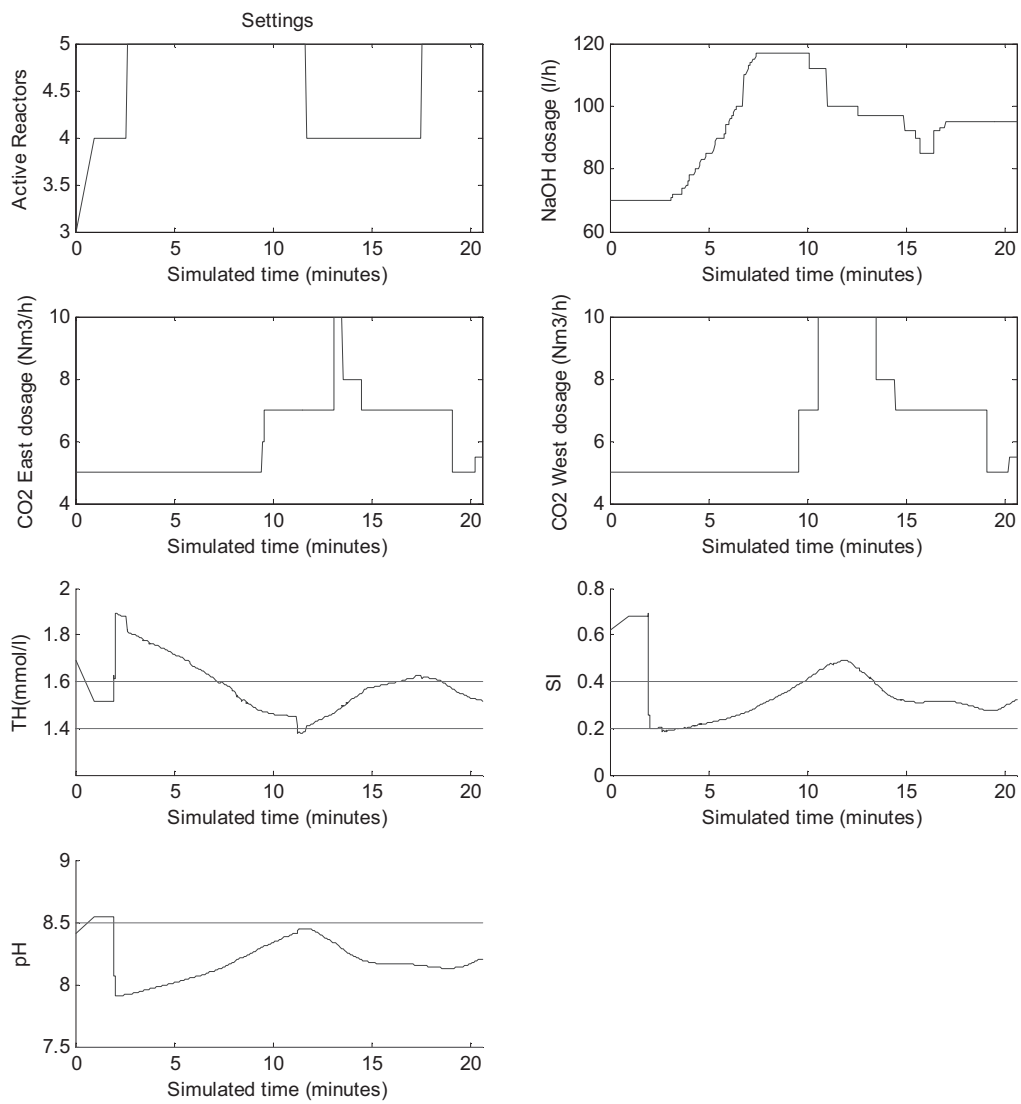 Settings
Active Reactors
5
4.5
4
3.5
3
0 5 10 15 20
Simulated time (minutes)
NaOH dosage (l/h)
120
100
80
60
0 5 10 15 20
Simulated time (minutes)
CO2 East dosage (Nm3/h)
10
8
6
4
0 5 10 15 20
Simulated time (minutes)
CO2 West dosage (Nm3/h)
10
8
6
4
0 5 10 15 20
Simulated time (minutes)
TH(mmol/l)
2
1.8
1.6
1.4
0 5 10 15 20
Simulated time (minutes)
SI
0.8
0.6
0.4
0.2
0
0 5 10 15 20
Simulated time (minutes)
pH
9
8.5
8
7.5
0 5 10 15 20
Simulated time (minutes)